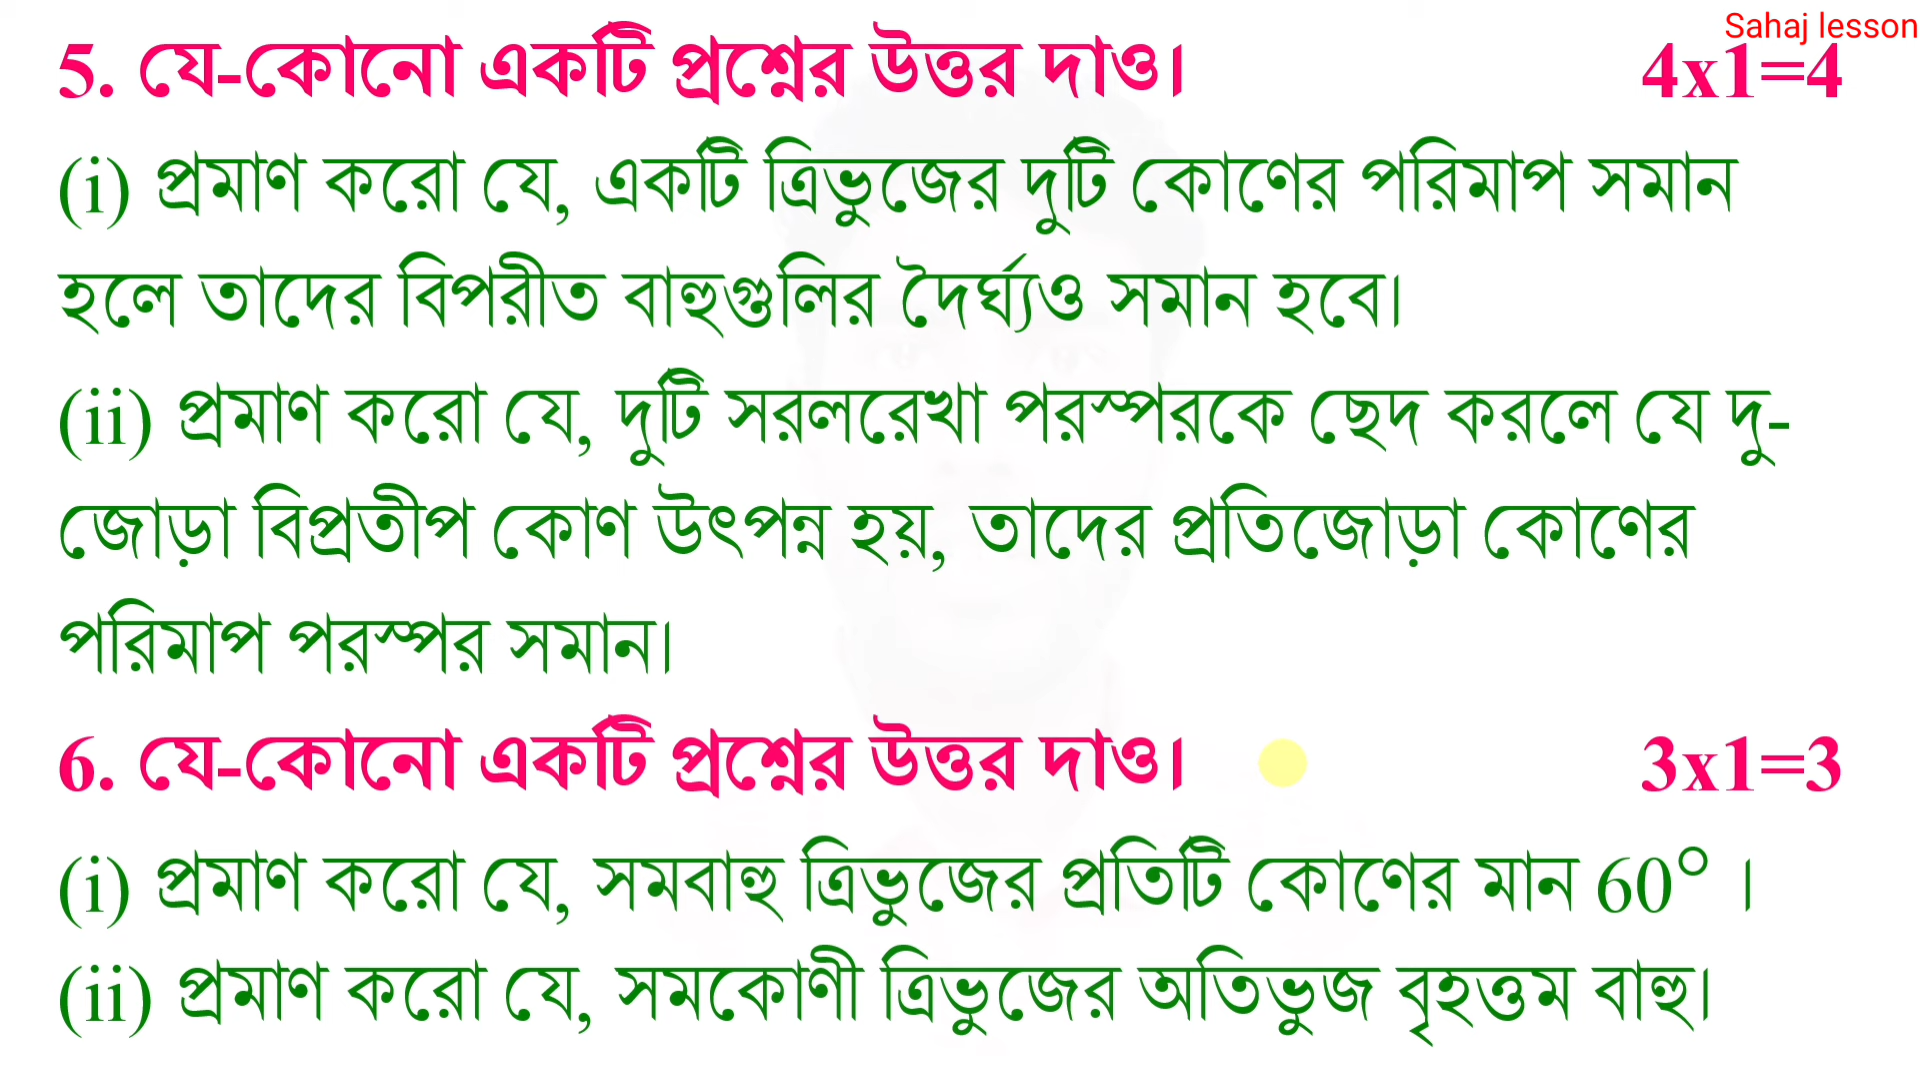 Sahaj lesson
5. যে-কোনো একটি প্রশ্নের উত্তর দাও। 4x1=4
(i) প্রমাণ করো যে, একটি ত্রিভুজের দুটি কোণের পরিমাপ সমান
হলে তাদের বিপরীত বাহুগুলির দৈর্ঘ্যও সমান হবে।
(ii) প্রমাণ করো যে, দুটি সরলরেখা পরস্পরকে ছেদ করলে যে দু-
জোড়া বিপ্রতীপ কোণ উৎপন্ন হয়, তাদের প্রতিজোড়া কোণের
পরিমাপ পরস্পর সমান।
6. যে-কোনো একটি প্রশ্নের উত্তর দাও। 3x1=3
(i) প্রমাণ করো যে, সমবাহু ত্রিভুজের প্রতিটি কোণের মান 60° ।
(ii) প্রমাণ করো যে, সমকোণী ত্রিভুজের অতিভুজ বৃহত্তম বাহু।